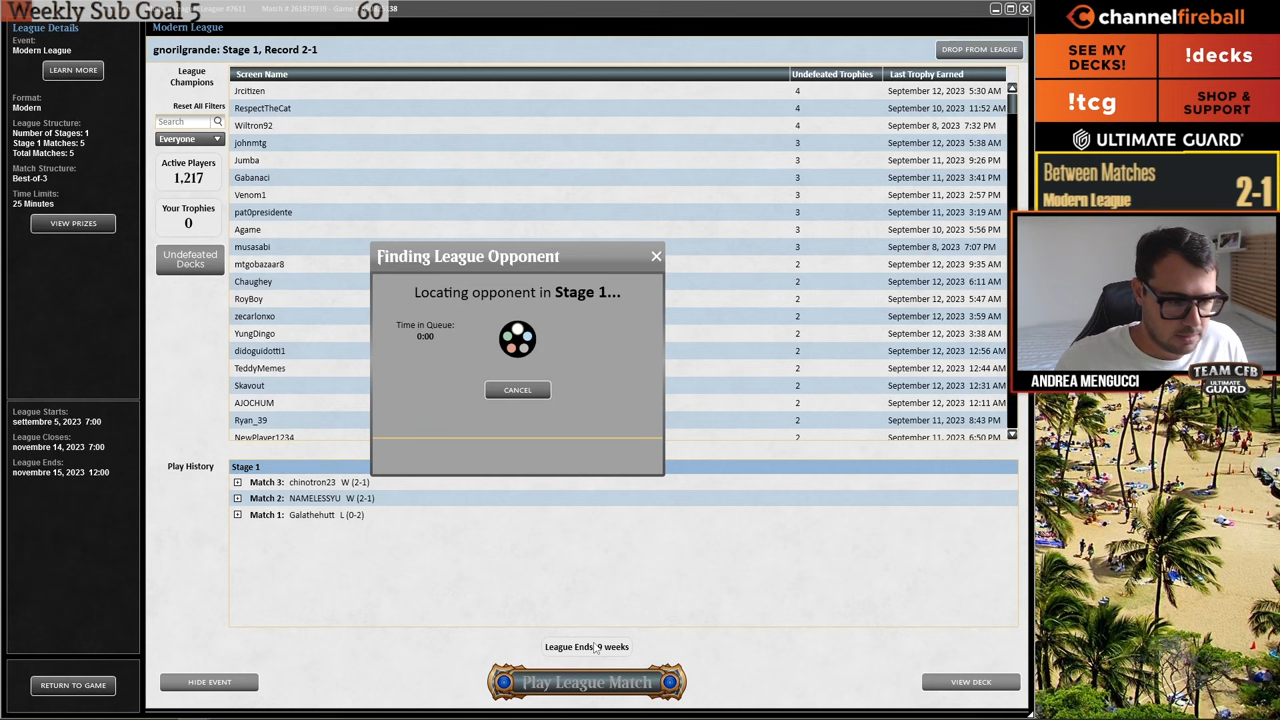 Weekly Sub Goal 5
60
League #7611
Match # 261879939 - Game
League Details
Event:
Modern League
LEARN MORE
Format:
Modern
League Structure:
Number of Stages: 1
Stage 1 Matches: 5
Total Matches: 5
Match Structure:
Best-of-3
Time Limits:
25 Minutes
VIEW PRIZES
League Starts:
settembre 5, 2023 7:00
League Closes:
novembre 14, 2023 7:00
League Ends:
novembre 15, 2023 12:00
RETURN TO GAME
Modern League
gnorilgrande: Stage 1, Record 2-1
DROP FROM LEAGUE
League
Champions
Reset All Filters
Search
Everyone
Active Players
1,217
Your Trophies
0
Undefeated
Decks
Screen Name Undefeated Trophies Last Trophy Earned
Jrcitizen 4 September 12, 2023 5:30 AM
RespectTheCat 4 September 10, 2023 11:52 AM
Wiltron92 4 September 8, 2023 7:32 PM
johnmtg 3 September 12, 2023 5:38 AM
Jumba 3 September 11, 2023 9:26 PM
Gabanaci 3 September 11, 2023 3:41 PM
Venom1 3 September 11, 2023 2:57 PM
pat0presidente 3 September 11, 2023 3:19 AM
Agame 3 September 10, 2023 5:56 PM
musasabi 3 September 8, 2023 7:07 PM
mtgobazaar8 2 September 12, 2023 9:35 AM
Chaughey 2 September 12, 2023 6:11 AM
RoyBoy 2 September 12, 2023 5:47 AM
zecarlonxo 2 September 12, 2023 3:59 AM
YungDingo 2 September 12, 2023 3:38 AM
didoguidotti1 2 September 12, 2023 12:56 AM
TeddyMemes 2 September 12, 2023 12:44 AM
Skavout 2 September 12, 2023 12:31 AM
AJOCHUM 2 September 12, 2023 12:11 AM
Ryan_39 2 September 11, 2023 8:43 PM
NewPlayer1234 2 September 11, 2023 6:50 PM
Finding League Opponent
Locating opponent in Stage 1...
Time in Queue:
0:00
CANCEL
Play History
Stage 1
Match 3: chinotron23 W (2-1)
Match 2: NAMELESSYU W (2-1)
Match 1: Galathehutt L (0-2)
League Ends: 9 weeks
HIDE EVENT
Play League Match
VIEW DECK
channelfireball
SEE MY
DECKS!
!decks
!tcg
SHOP &
SUPPORT
ULTIMATE GUARD
Between Matches
Modern League
2-1
ANDREA MENGUCCI
TEAM CFB
ULTIMATE
GUARD